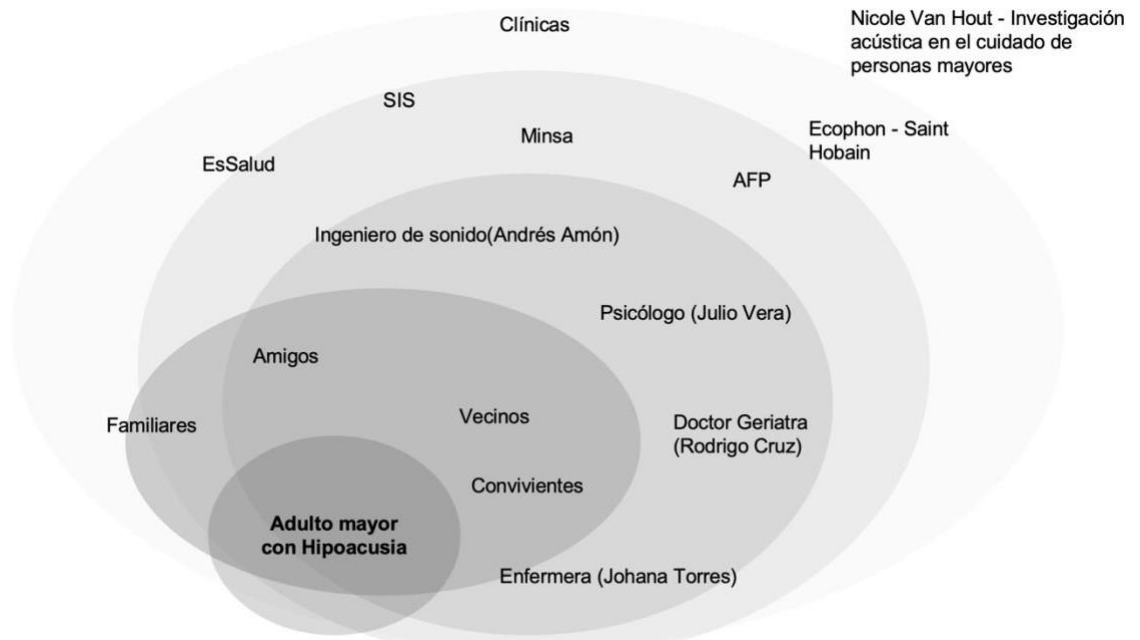 Clínicas
Nicole Van Hout - Investigación
acústica en el cuidado de
personas mayores
SIS
Minsa
Ecophon - Saint
Hobain
EsSalud
AFP
Ingeniero de sonido(Andrés Amón)
Psicólogo (Julio Vera)
Amigos
Familiares
Vecinos
Doctor Geriatra
(Rodrigo Cruz)
Convivientes
Adulto mayor
con Hipoacusia
Enfermera (Johana Torres)